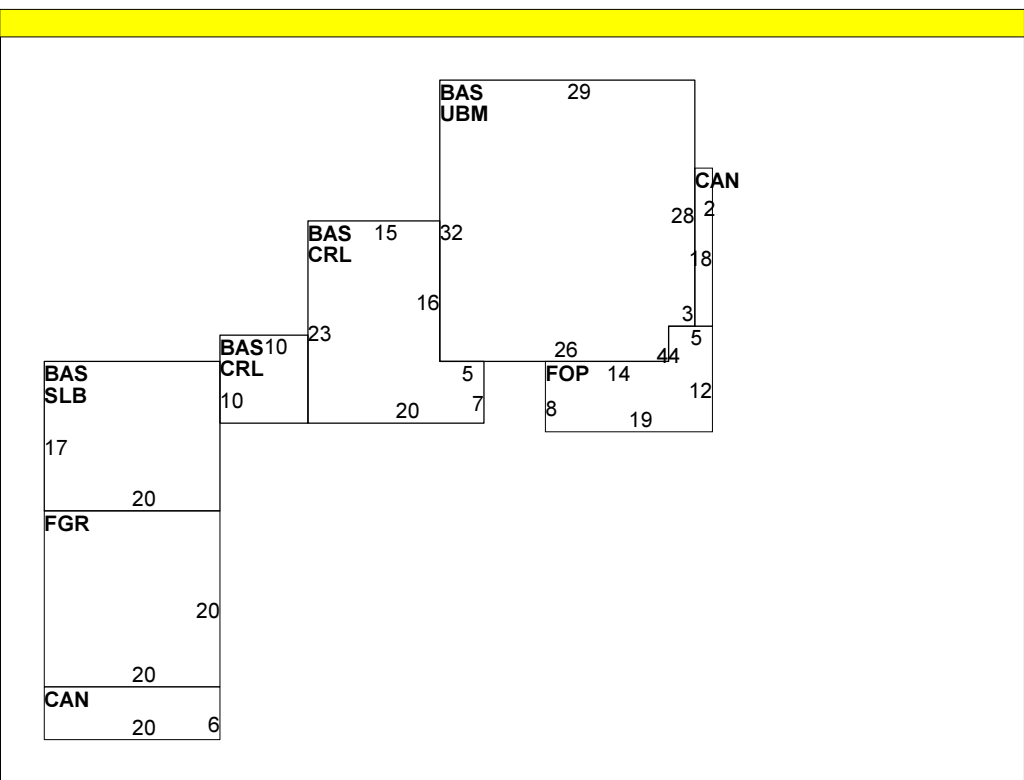 BAS 29
UBM
CAN
28 2
BAS 15 32
CRL
18
16
3
23 5
BAS 10 26 44
CRL
BAS 5 FOP 14
SLB
10 7 12
20 8 19
17
20
FGR
20
20
CAN
20 6